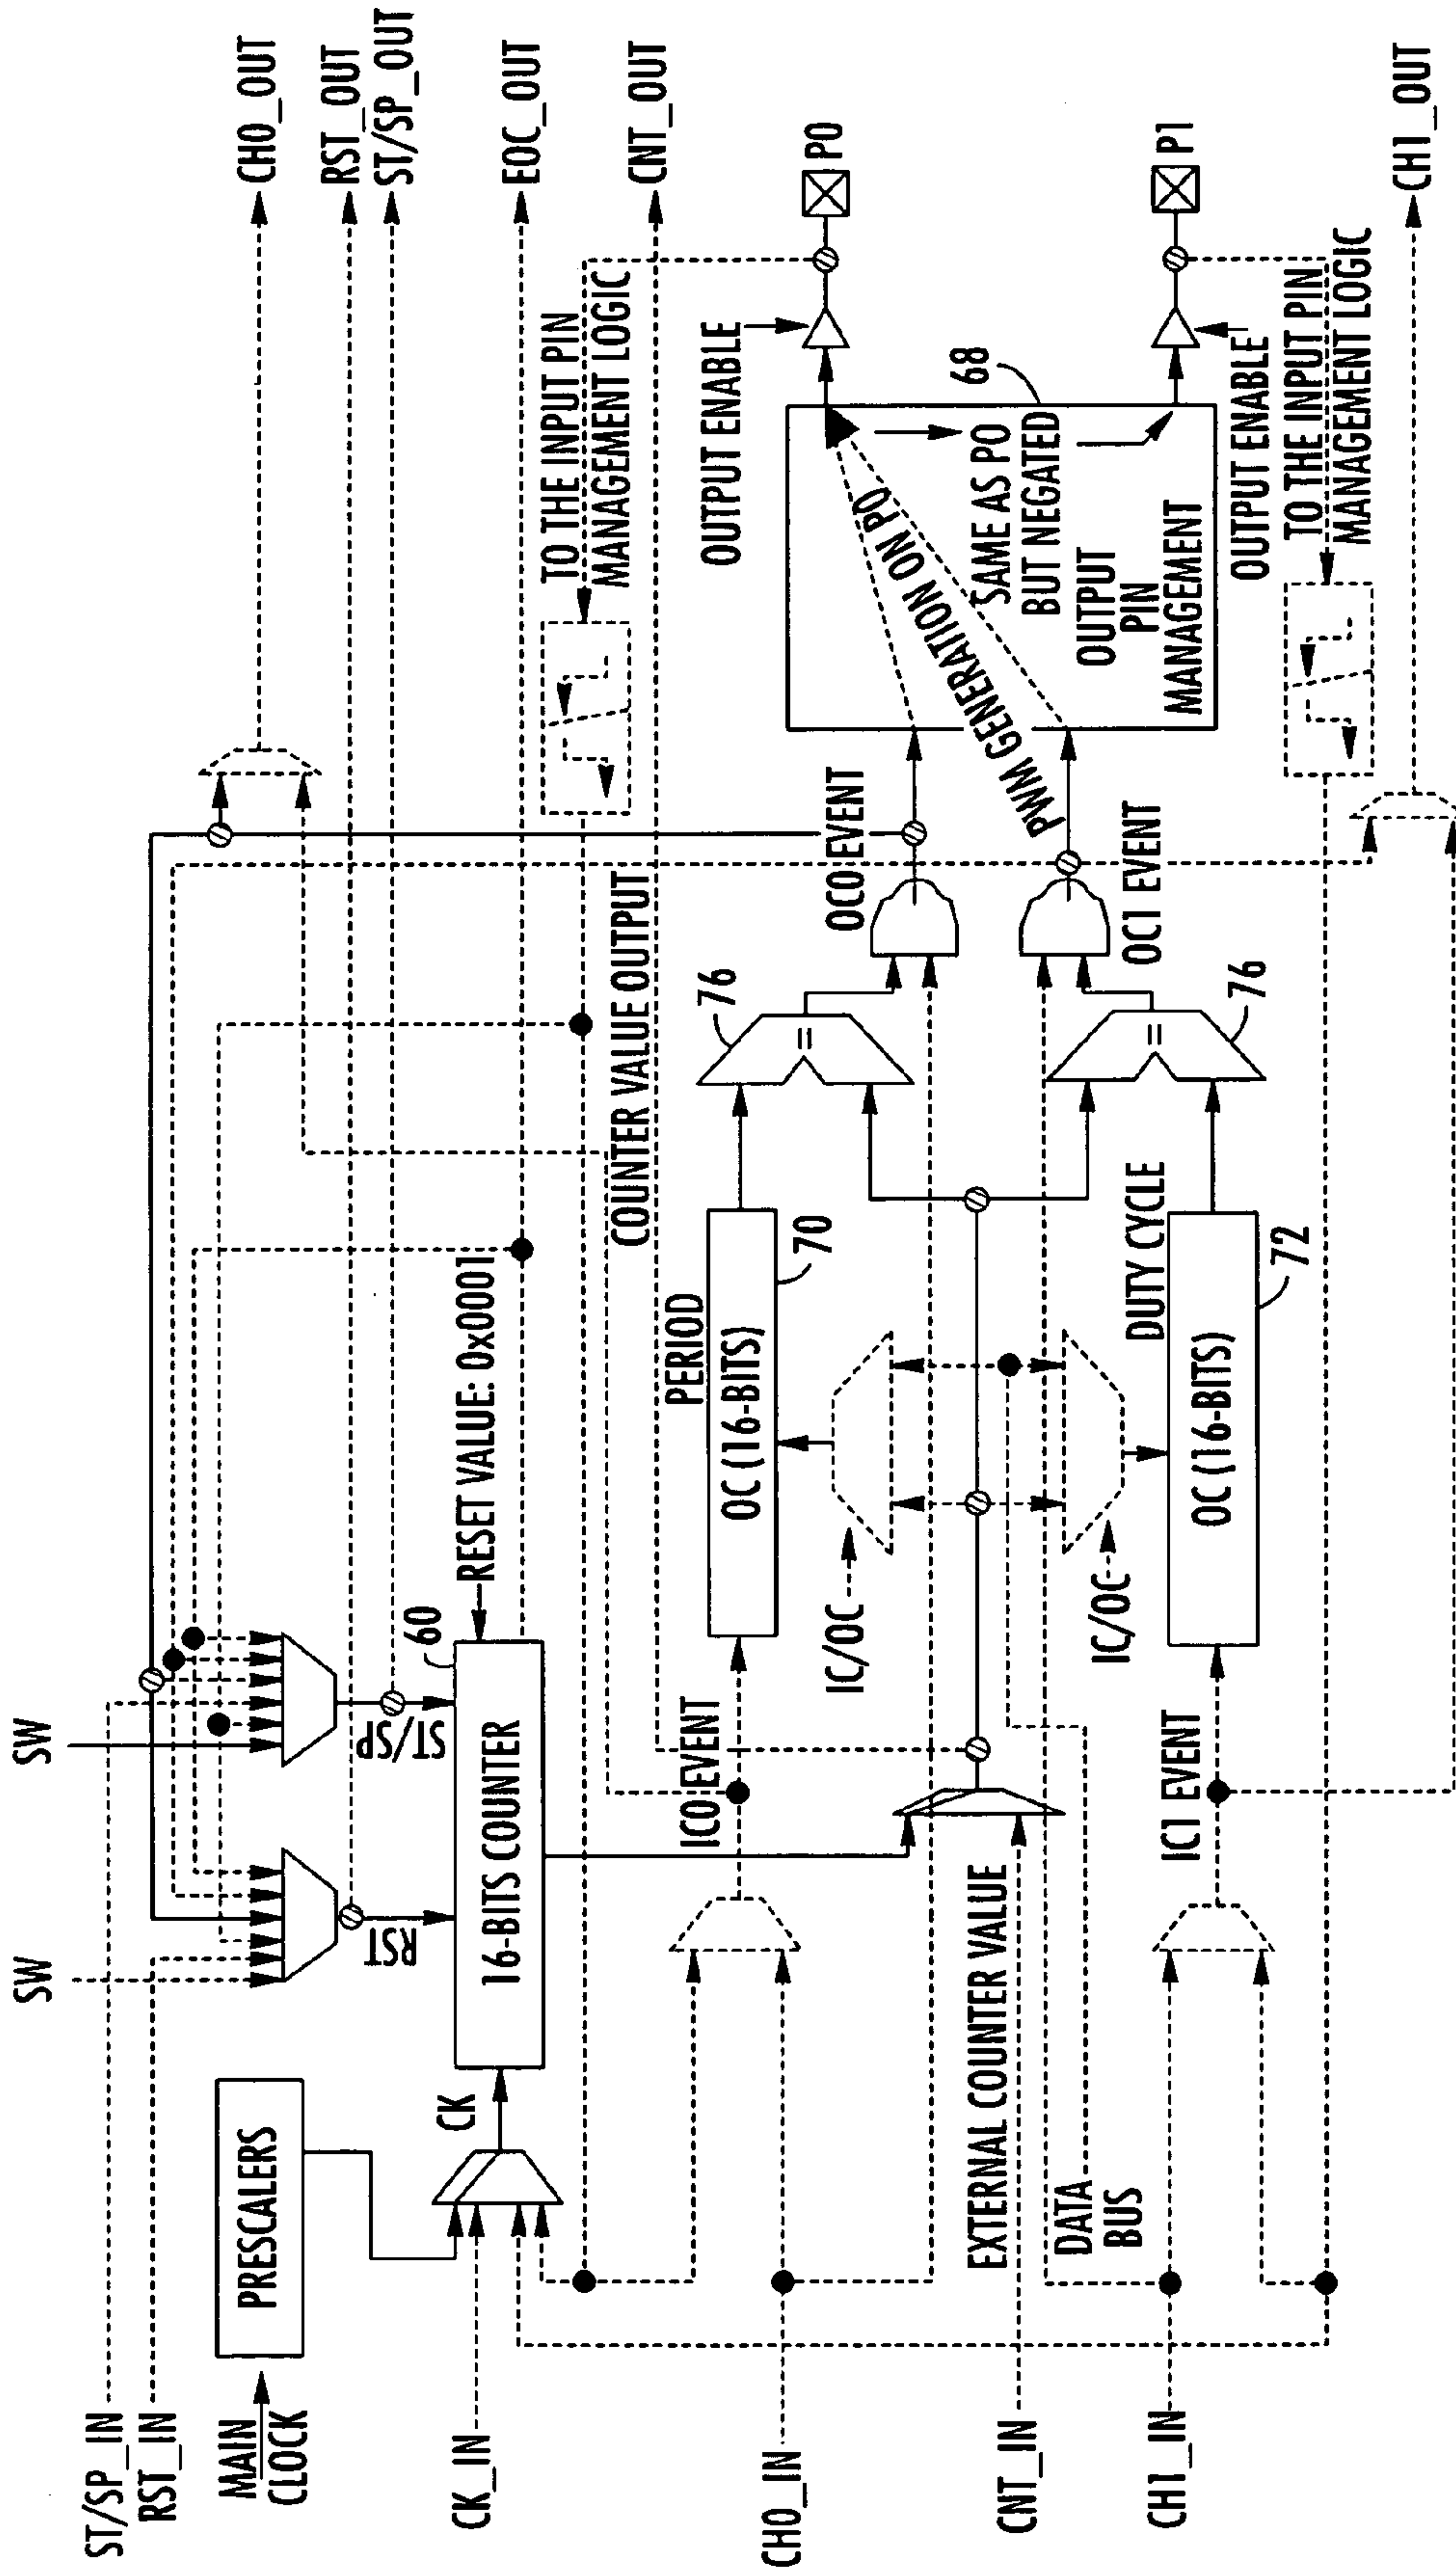 SW
SW
ST/SP_IN
RST_IN
MAIN
CLOCK
PRESCALERS
CK_IN
CK
RST
ST/SP
16-BITS COUNTER
60
RESET VALUE: 0x0001
CH0_OUT
RST_OUT
ST/SP_OUT
EOC_OUT
CNT_OUT
COUNTER VALUE OUTPUT
TO THE INPUT PIN
MANAGEMENT LOGIC
OUTPUT ENABLE
P0
CH0_IN
IC0 EVENT
PERIOD
OC (16-BITS)
70
76
OC0 EVENT
IC/OC
EXTERNAL COUNTER VALUE
CNT_IN
DATA
BUS
IC/OC
DUTY CYCLE
OC (16-BITS)
72
76
OC1 EVENT
PWM GENERATION ON P0
SAME AS P0
BUT NEGATED
OUTPUT
PIN
MANAGEMENT
68
P1
OUTPUT ENABLE
TO THE INPUT PIN
MANAGEMENT LOGIC
CH1_IN
IC1 EVENT
CH1_OUT